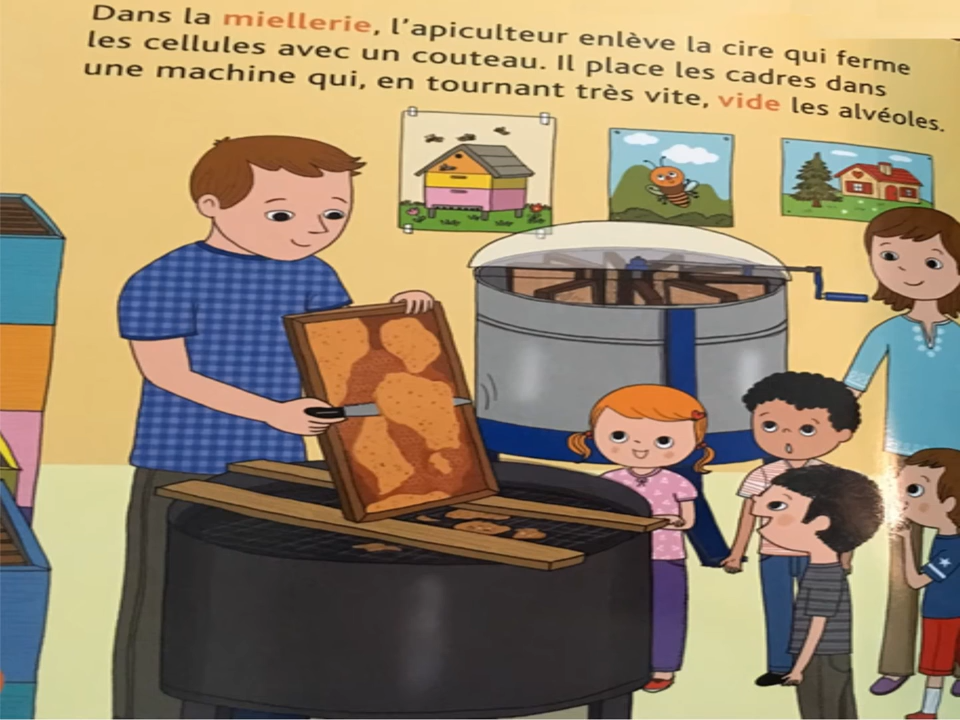 Dans la miellerie, l'apiculteur enlève la cire qui ferme
les cellules avec un couteau. Il place les cadres dans
une machine qui, en tournant très vite, vide les alvéoles.